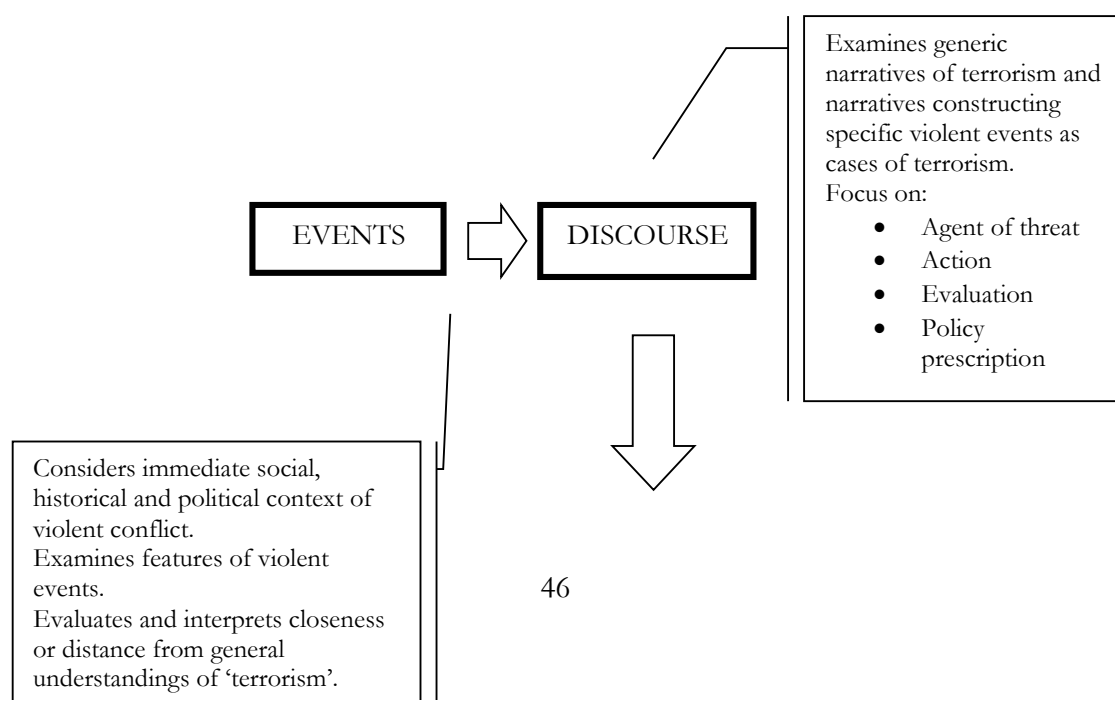 Examines generic
narratives of terrorism and
narratives constructing
specific violent events as
cases of terrorism.
Focus on:
• Agent of threat
• Action
• Evaluation
• Policy
prescription
EVENTS
DISCOURSE
Considers immediate social,
historical and political context of
violent conflict.
Examines features of violent
events.
Evaluates and interprets closeness
or distance from general
understandings of ‘terrorism’.
46